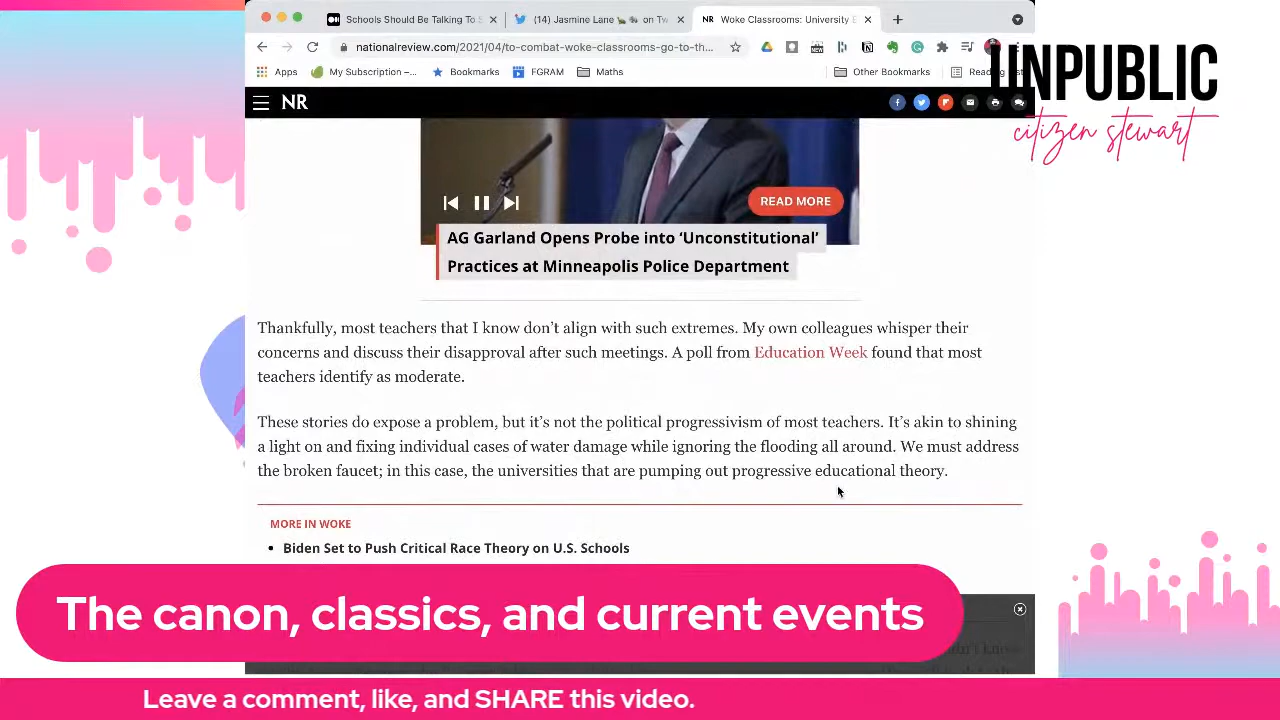 Schools Should Be Talking To S
(14) Jasmine Lane on Tw
NR Woke Classrooms: University E
nationalreview.com/2021/04/to-combat-woke-classrooms-go-to-th...
Apps
My Subscription –...
Bookmarks
FGRAM
Maths
Other Bookmarks
UNPUBLIC
citizen stewart
NR
READ MORE
AG Garland Opens Probe into ‘Unconstitutional’
Practices at Minneapolis Police Department
Thankfully, most teachers that I know don’t align with such extremes. My own colleagues whisper their
concerns and discuss their disapproval after such meetings. A poll from Education Week found that most
teachers identify as moderate.
These stories do expose a problem, but it’s not the political progressivism of most teachers. It’s akin to shining
a light on and fixing individual cases of water damage while ignoring the flooding all around. We must address
the broken faucet; in this case, the universities that are pumping out progressive educational theory.
MORE IN WOKE
Biden Set to Push Critical Race Theory on U.S. Schools
The canon, classics, and current events
Leave a comment, like, and SHARE this video.